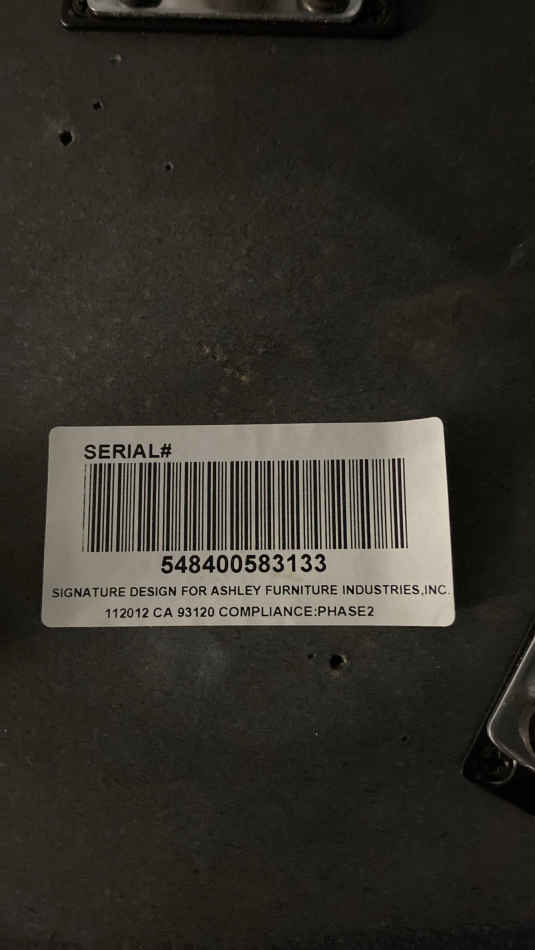 SERIAL#
548400583133
SIGNATURE DESIGN FOR ASHLEY FURNITURE INDUSTRIES,INC.
112012 CA 93120 COMPLIANCE:PHASE2